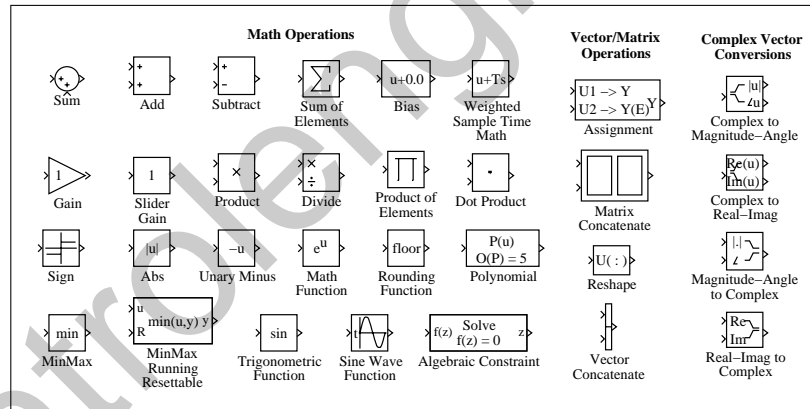 Math Operations
Vector/Matrix
Operations
Complex Vector
Conversions
Sum
Add
Subtract
Sum of
Elements
u+0.0
Bias
u+Ts
Weighted
Sample Time
Math
U1 −> Y
U2 −> Y(E)
Y
Assignment
|u|
∠u
Complex to
Magnitude−Angle
1
Gain
1
Slider
Gain
×
Product
×
÷
Divide
Product of
Elements
Dot Product
Matrix
Concatenate
Re(u)
Im(u)
Complex to
Real−Imag
Sign
|u|
Abs
−u
Unary Minus
eu
Math
Function
floor
Rounding
Function
P(u)
O(P) = 5
Polynomial
U( : )
Reshape
|.|
∠
Magnitude−Angle
to Complex
min
MinMax
u
R
min(u,y)
y
MinMax
Running
Resettable
sin
Trigonometric
Function
t
Sine Wave
Function
f(z)
Solve
f(z) = 0
z
Algebraic Constraint
Vector
Concatenate
Re
Im
Real−Imag to
Complex
ntroleng